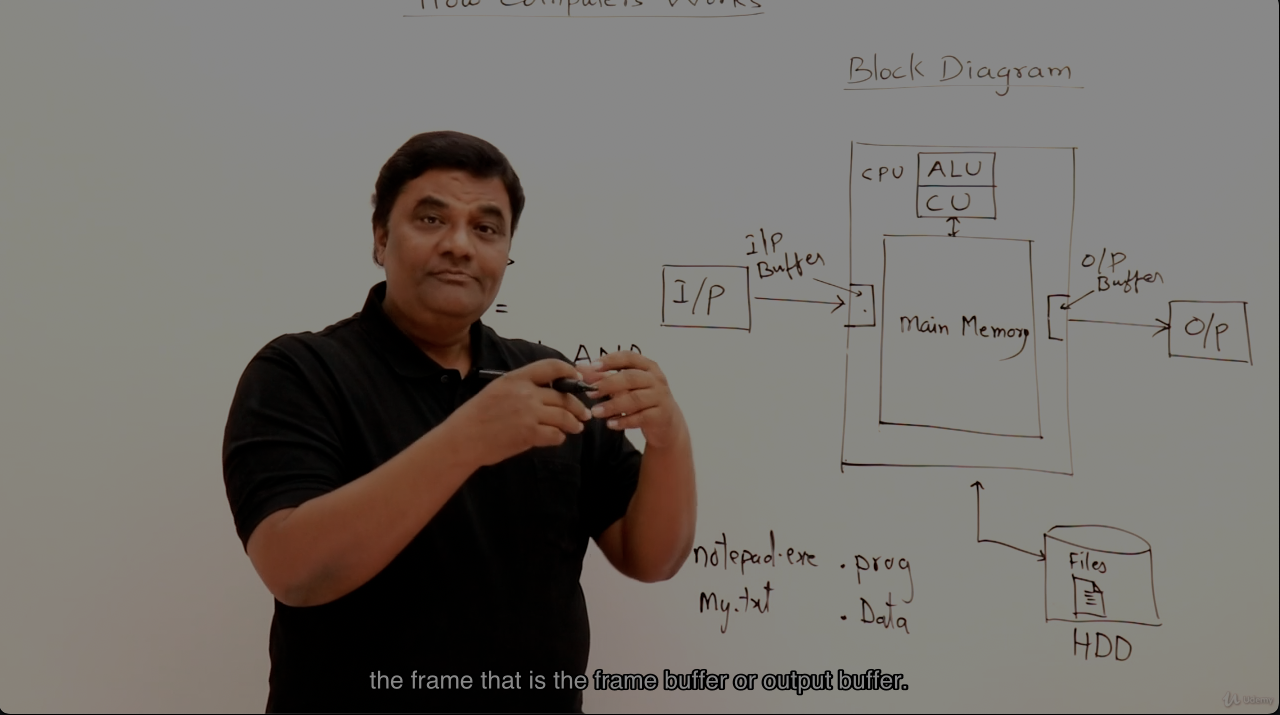 How Computers Works
Block Diagram
CPU
ALU
CU
I/P
Buffer
I/P
Main Memory
O/P
Buffer
O/P
=
AND
notepad.exe . prog
My.txt . Data
Files
HDD
the frame that is the frame buffer or output buffer.
Udemy